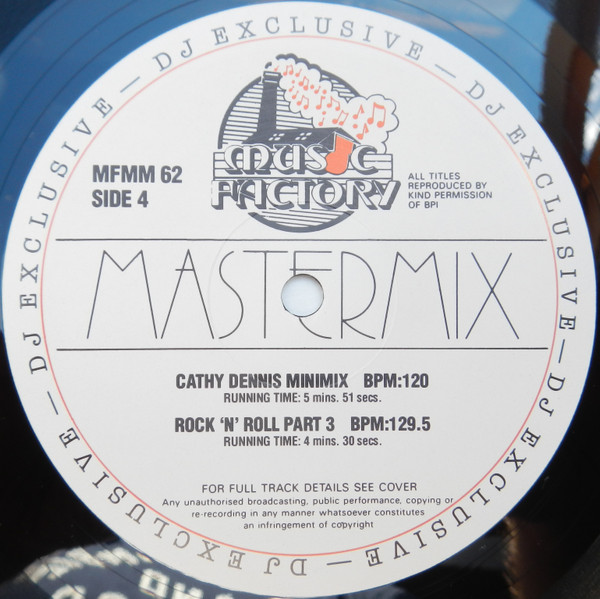 DJ EXCLUSIVE — DJ EXCLUSIVE — DJ EXCLUSIVE — DJ EXCLUSIVE — DJ EXCLUSIVE — DJ EXCLUSIVE —
MUSIC
FACTORY
MFMM 62
SIDE 4
ALL TITLES
REPRODUCED BY
KIND PERMISSION
OF BPI
MASTERMIX
CATHY DENNIS MINIMIX BPM:120
RUNNING TIME: 5 mins. 51 secs.
ROCK 'N' ROLL PART 3 BPM:129.5
RUNNING TIME: 4 mins. 30 secs.
FOR FULL TRACK DETAILS SEE COVER
Any unauthorised broadcasting, public performance, copying or
re-recording in any manner whatsoever constitutes
an infringement of copyright